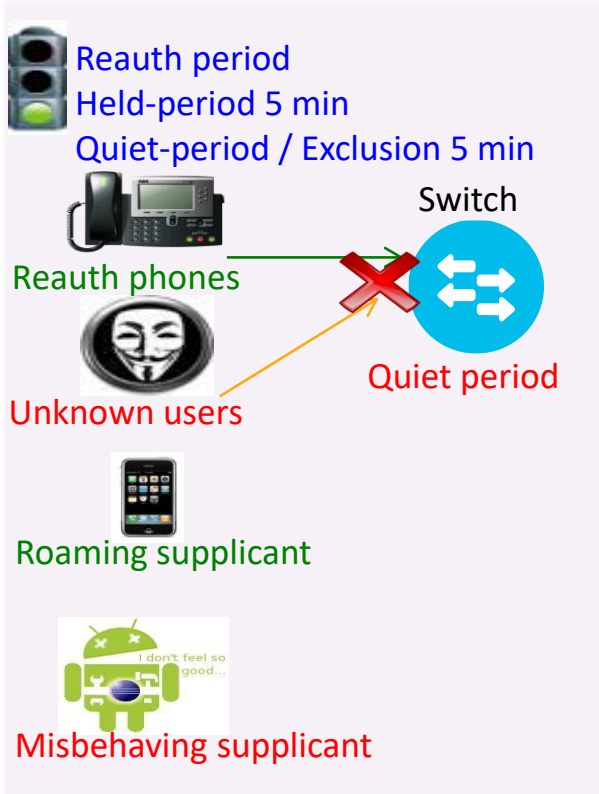 Reauth period
Held-period 5 min
Quiet-period / Exclusion 5 min
Switch
Reauth phones
Quiet period
Unknown users
Roaming supplicant
I don't feel so
good...
Misbehaving supplicant